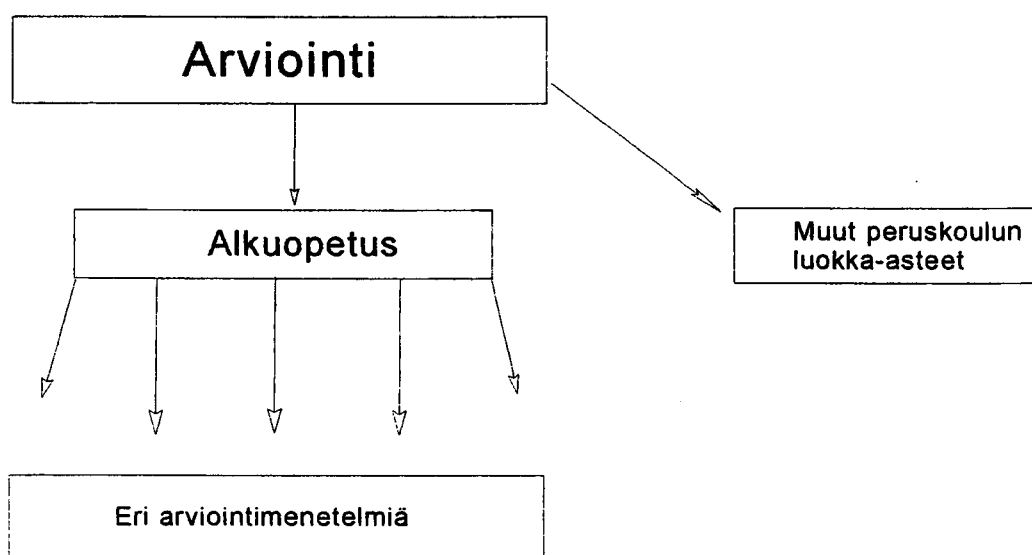 Arviointi
Alkuopetus
Muut peruskoulun
luokka-asteet
Eri arviointimenetelmiä